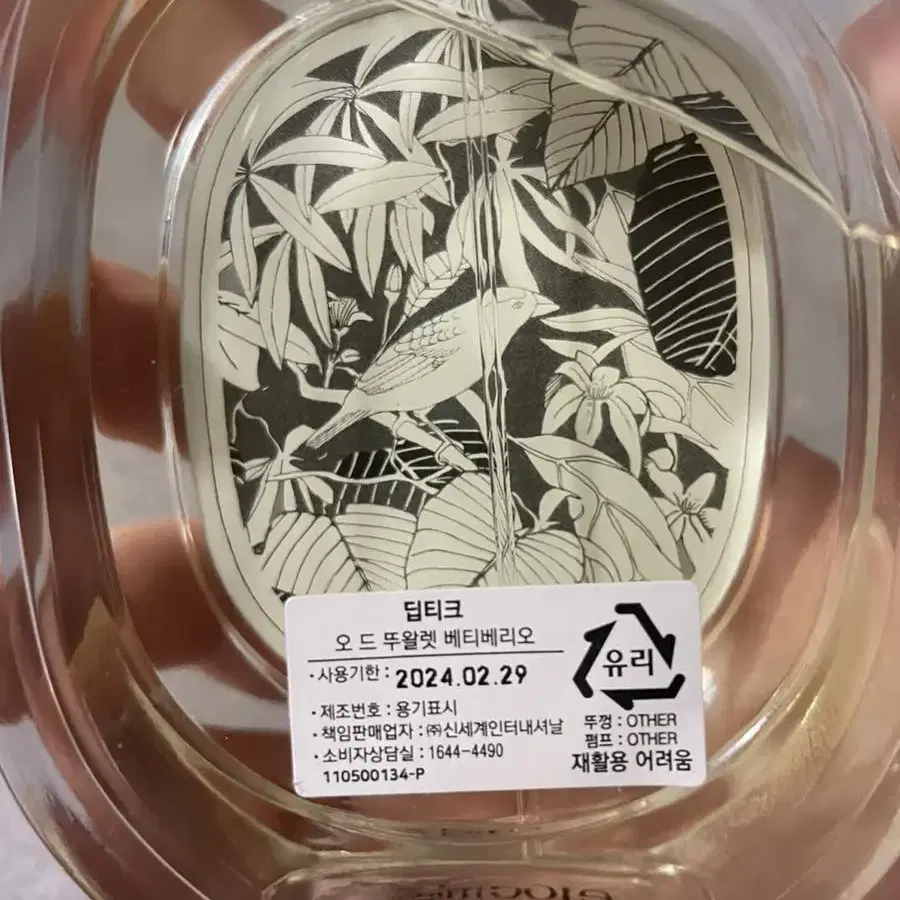 딥티크
오 드 뚜왈렛 베티베리오
·사용기한 : 2024.02.29
·제조번호 : 용기표시
·책임판매업자 : ㈜신세계인터내셔날
·소비자상담실 : 1644-4490
110500134-P
유리
뚜껑 : OTHER
펌프 : OTHER
재활용 어려움